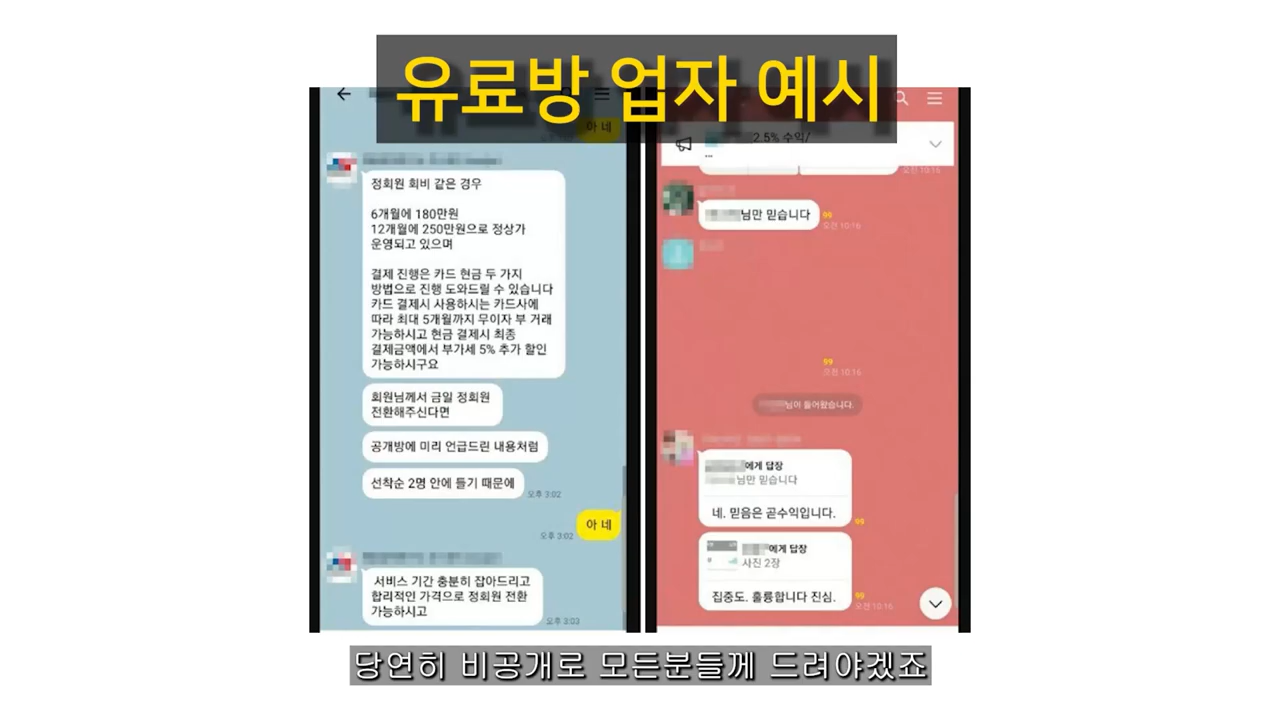 유료방 업자 예시
아 네
정회원 회비 같은 경우
6개월에 180만원
12개월에 250만원으로 정상가
운영되고 있으며
결제 진행은 카드 현금 두 가지
방법으로 진행 도와드릴 수 있습니다
카드 결제시 사용하시는 카드사에
따라 최대 5개월까지 무이자 부 거래
가능하시고 현금 결제시 최종
결제금액에서 부가세 5% 추가 할인
가능하시구요
회원님께서 금일 정회원
전환해주신다면
공개방에 미리 언급드린 내용처럼
선착순 2명 안에 들기 때문에
오후 3:02
아 네
오후 3:02
서비스 기간 충분히 잡아드리고
합리적인 가격으로 정회원 전환
가능하시고
오후 3:03
2.5% 수익/
...
오전 10:16
님만 믿습니다
99
오전 10:16
99
오전 10:16
님이 들어왔습니다.
에게 답장
님만 믿습니다
네. 믿음은 곧수익입니다.
99
에게 답장
사진 2장
집중도. 훌륭합니다 진심.
99
오전 10:16
당연히 비공개로 모든분들께 드려야겠죠